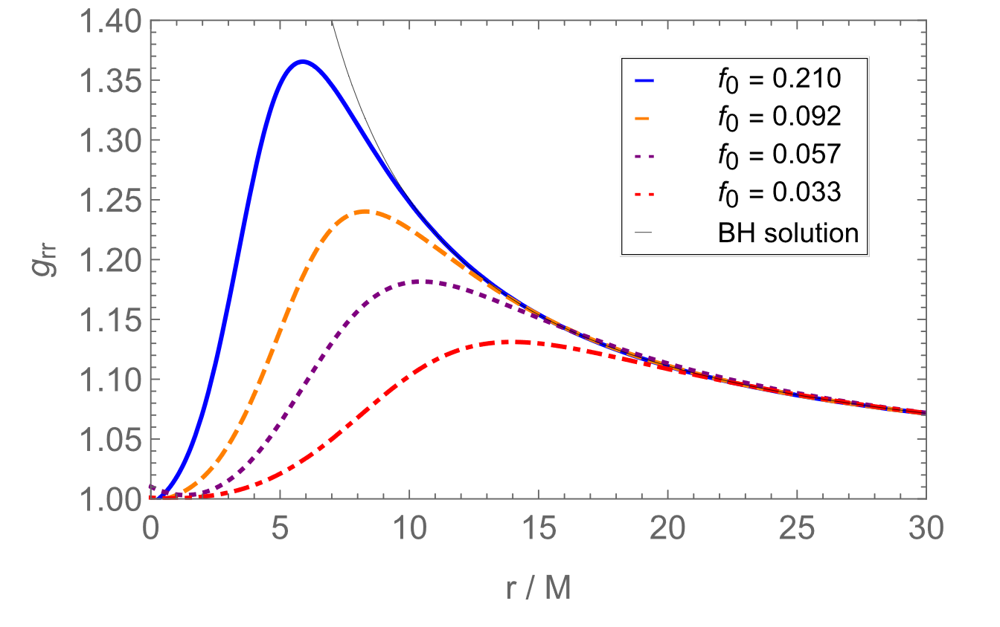 1.40
1.35
1.30
1.25
1.20
1.15
1.10
1.05
1.00
g_rr
0 5 10 15 20 25 30
r / M
f_0 = 0.210
f_0 = 0.092
f_0 = 0.057
f_0 = 0.033
BH solution